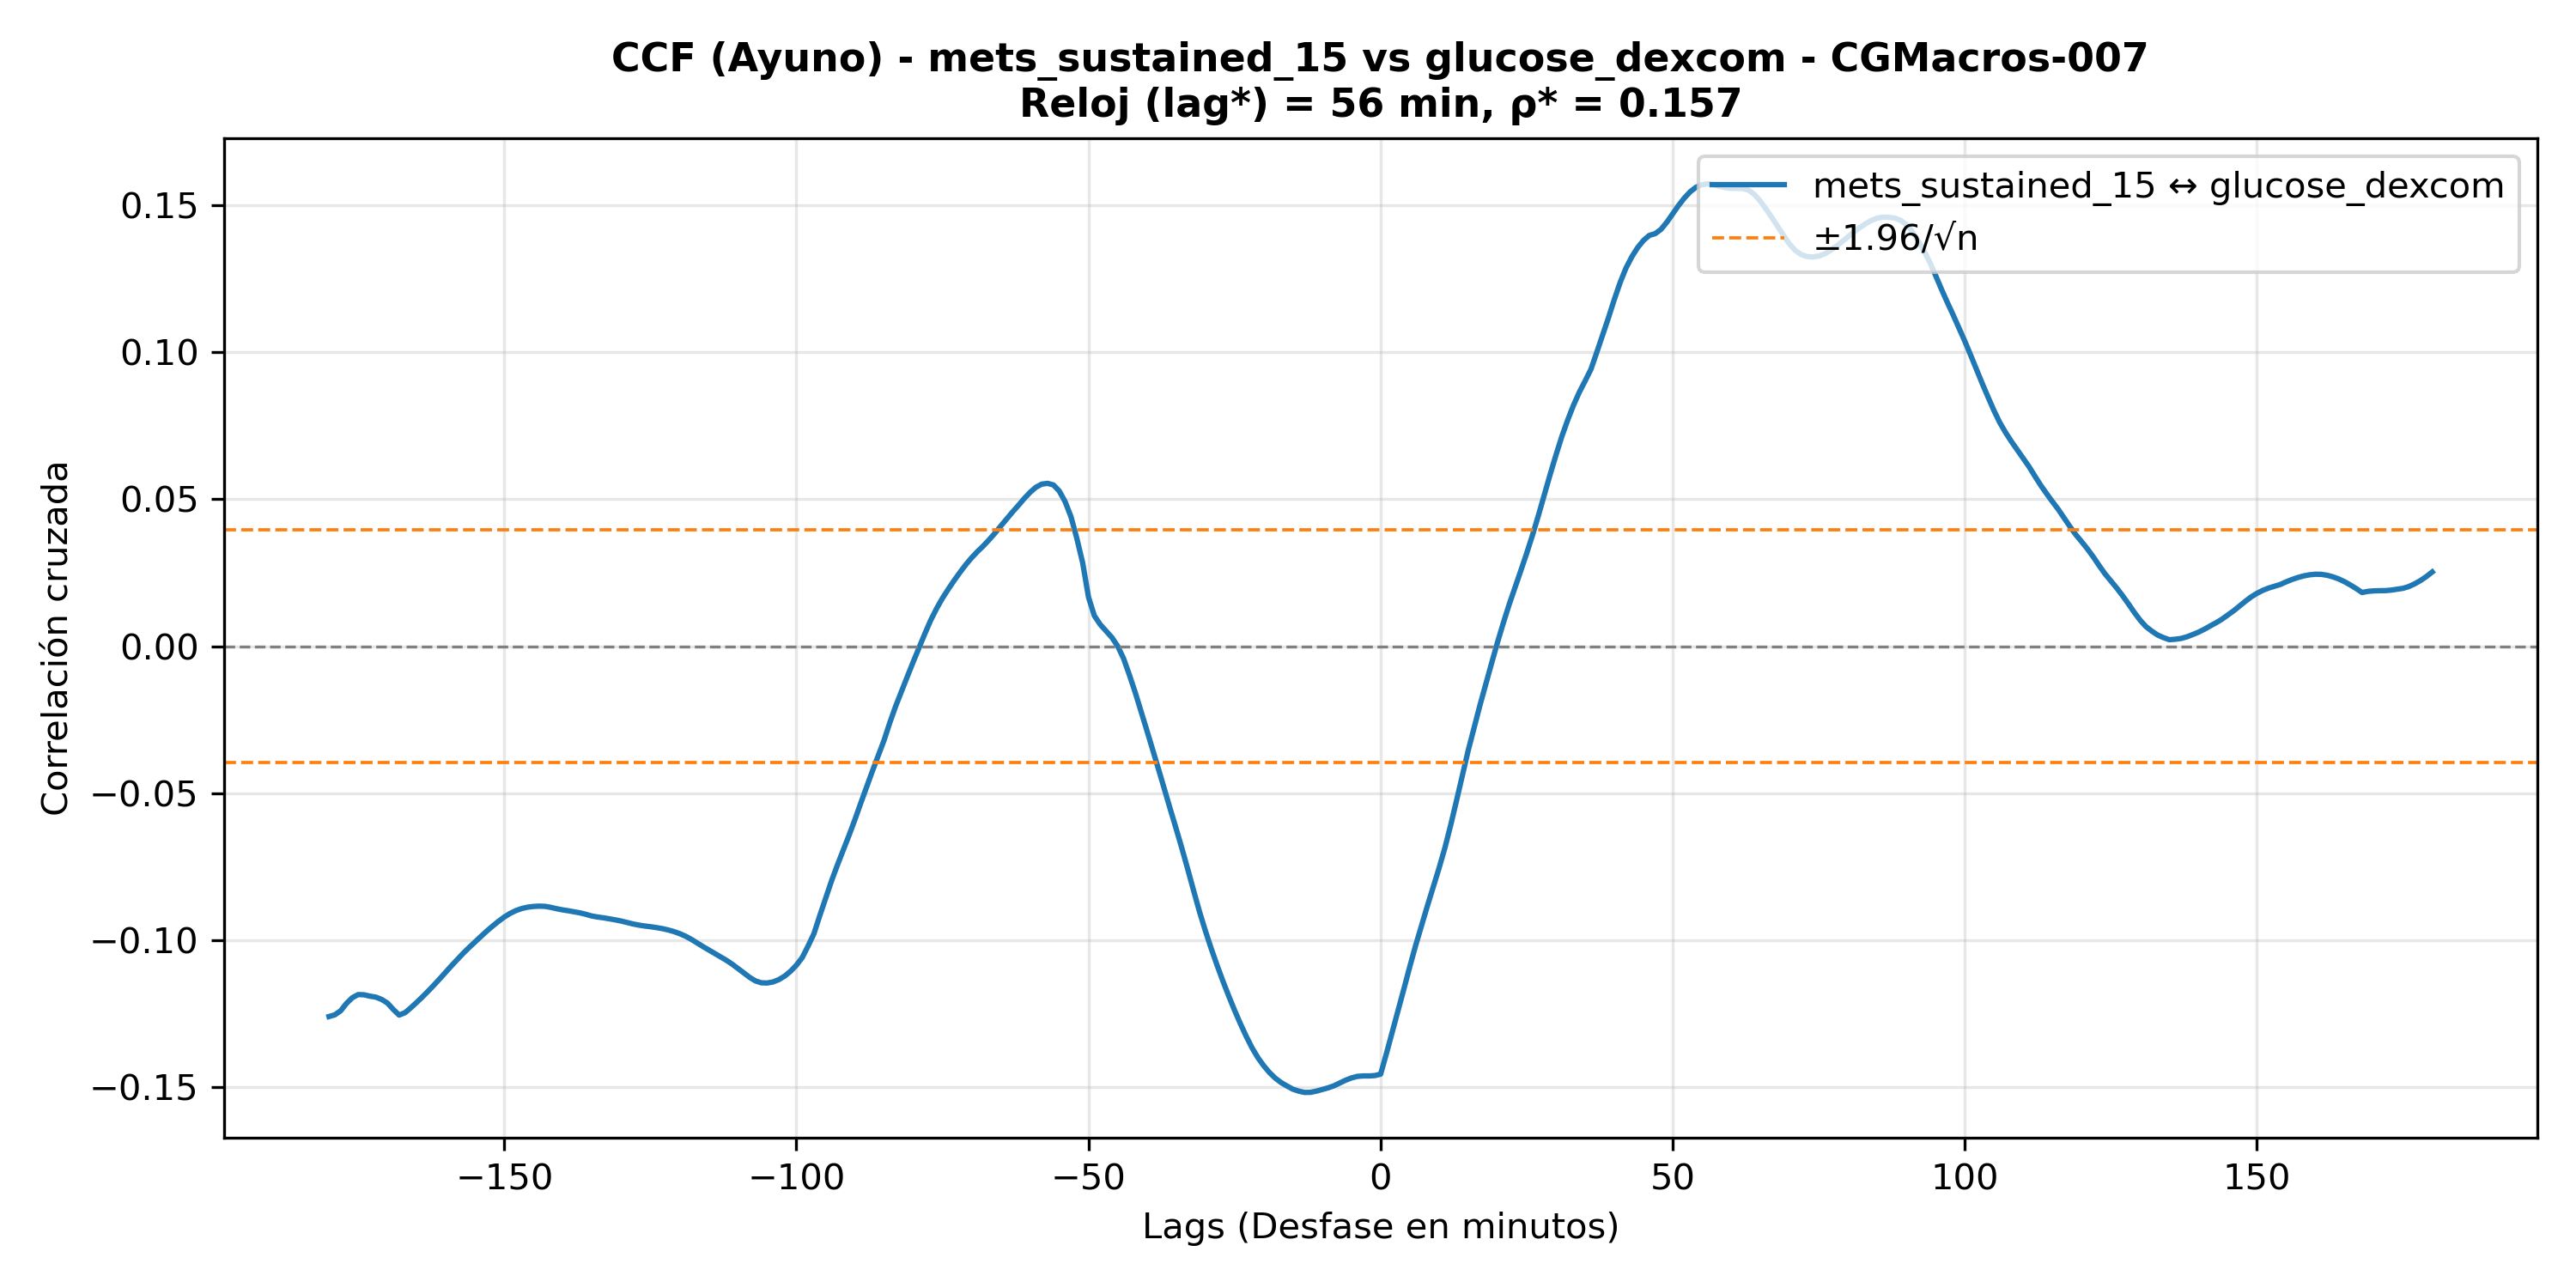 CCF (Ayuno) - mets_sustained_15 vs glucose_dexcom - CGMacros-007
Reloj (lag*) = 56 min, ρ* = 0.157
mets_sustained_15 ↔ glucose_dexcom
±1.96/√n
Correlación cruzada
0.15
0.10
0.05
0.00
−0.05
−0.10
−0.15
−150
−100
−50
0
50
100
150
Lags (Desfase en minutos)